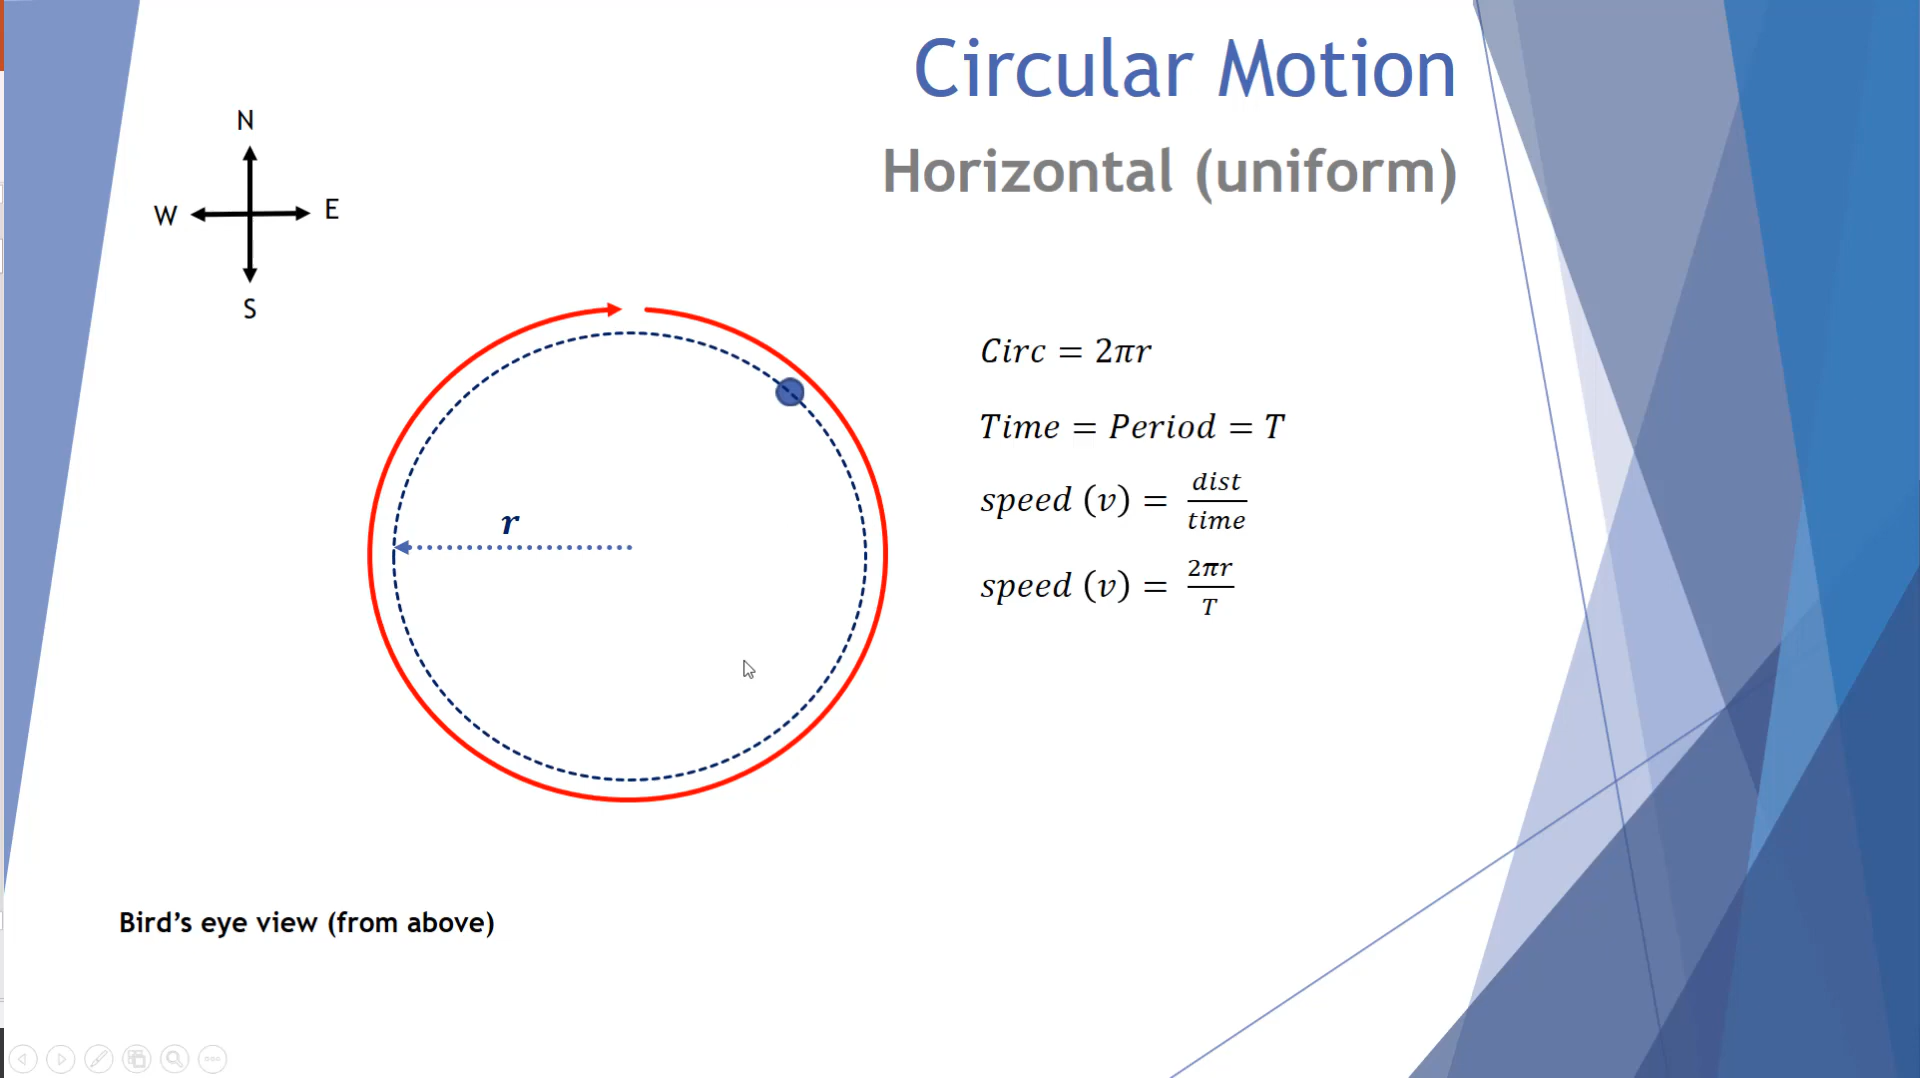 Circular Motion
Horizontal (uniform)
N
W
E
S
r
Circ = 2πr
Time = Period = T
speed (v) = dist/time
speed (v) = 2πr/T
Bird’s eye view (from above)